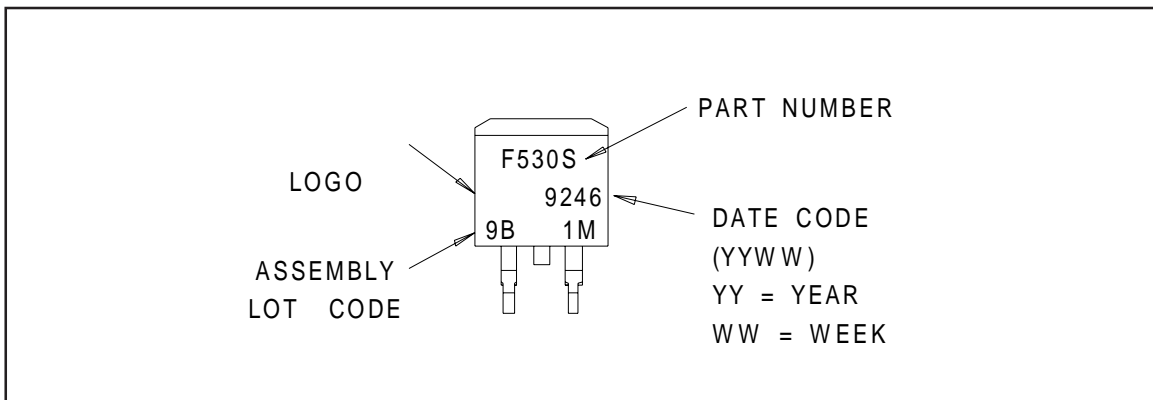 PART NUMBER
F530S
LOGO
9246
DATE CODE
9B 1M
(YYWW)
ASSEMBLY
LOT CODE
YY = YEAR
WW = WEEK